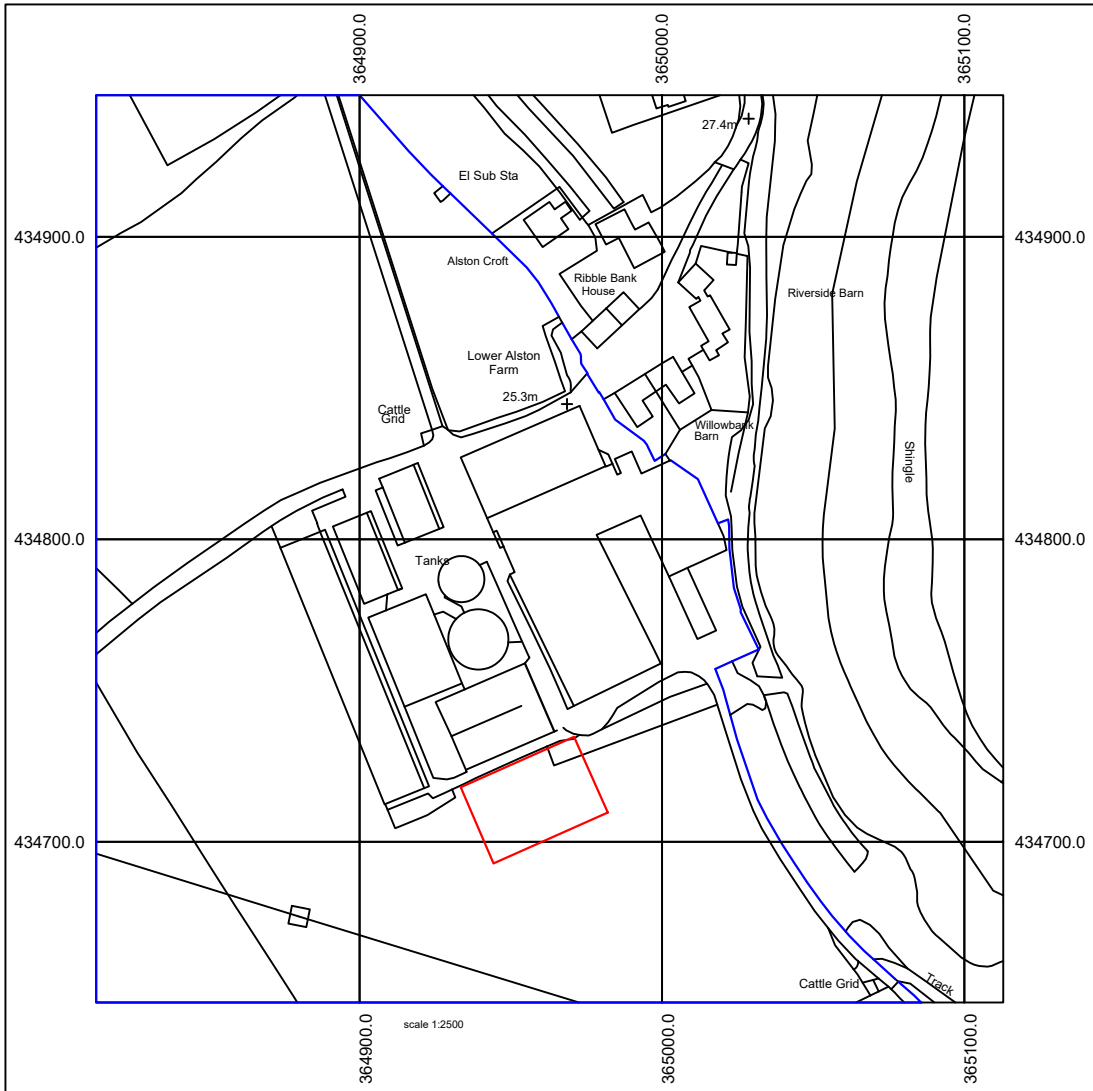 364900.0
365000.0
365100.0
27.4m
El Sub Sta
434900.0
434900.0
Alston Croft
Ribble Bank
House
Riverside Barn
Lower Alston
Farm
25.3m
Cattle
Grid
Willowbank
Barn
Shingle
434800.0
434800.0
Tanks
434700.0
434700.0
Cattle Grid
Track
scale 1:2500
364900.0
365000.0
365100.0